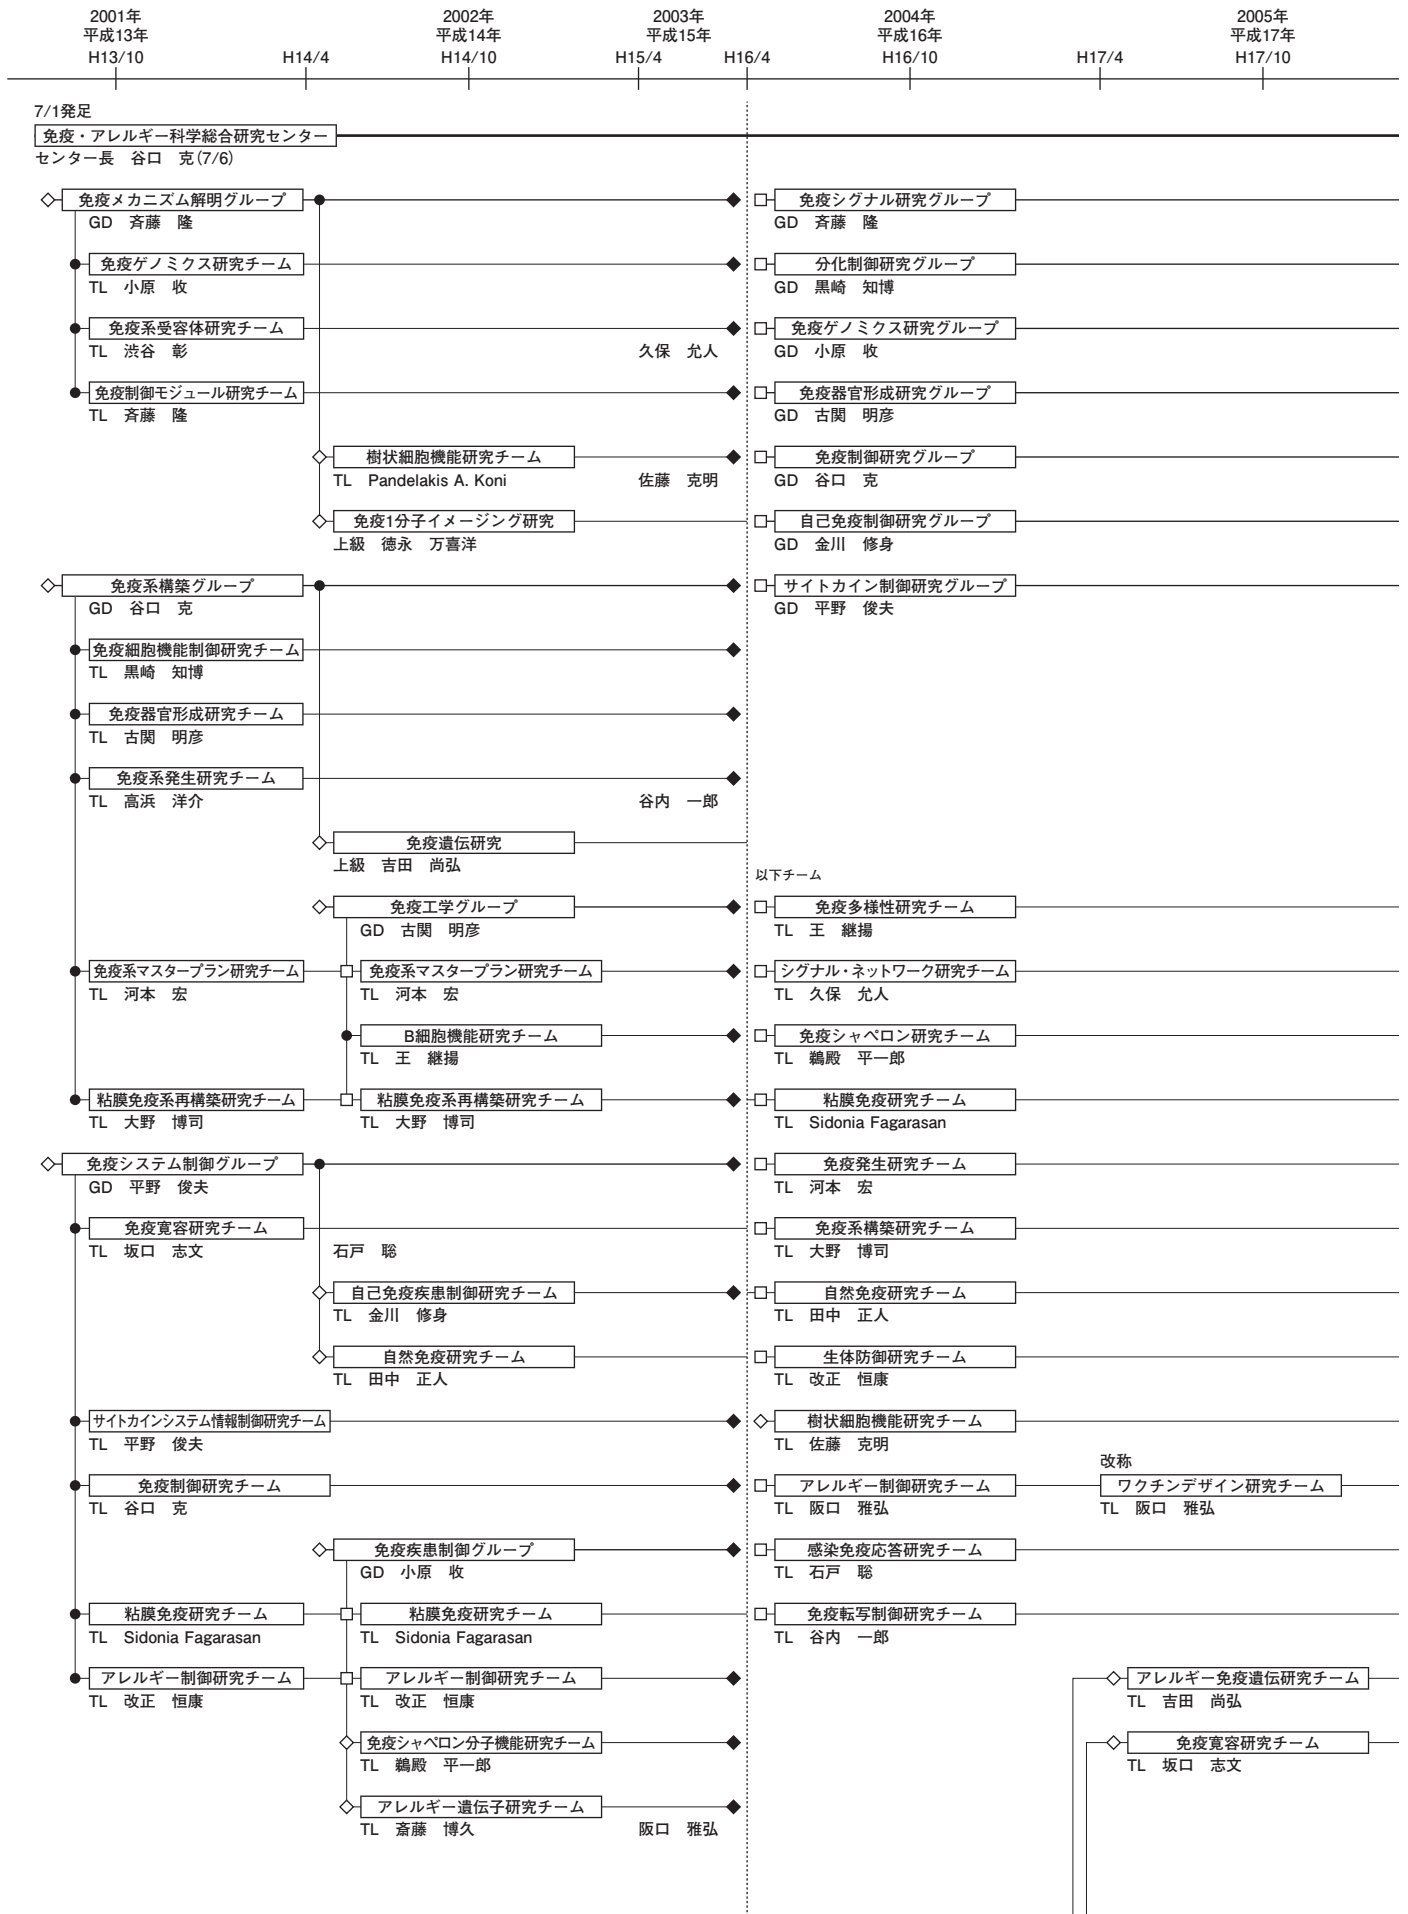 2001年 2002年 2003年 2004年 2005年
平成13年 平成14年 平成15年 平成16年 平成17年
H13/10 H14/4 H14/10 H15/4 H16/4 H16/10 H17/4 H17/10
7/1発足
免疫・アレルギー科学総合研究センター
センター長 谷口 克(7/6)
免疫メカニズム解明グループ 免疫シグナル研究グループ
GD 斉藤 隆 GD 斉藤 隆
免疫ゲノミクス研究チーム 分化制御研究グループ
TL 小原 收 GD 黒崎 知博
免疫系受容体研究チーム 免疫ゲノミクス研究グループ
TL 渋谷 彰 久保 允人 GD 小原 收
免疫制御モジュール研究チーム 免疫器官形成研究グループ
TL 斉藤 隆 GD 古関 明彦
樹状細胞機能研究チーム 免疫制御研究グループ
TL Pandelakis A. Koni 佐藤 克明 GD 谷口 克
免疫1分子イメージング研究 自己免疫制御研究グループ
上級 徳永 万喜洋 GD 金川 修身
免疫系構築グループ サイトカイン制御研究グループ
GD 谷口 克 GD 平野 俊夫
免疫細胞機能制御研究チーム
TL 黒崎 知博
免疫器官形成研究チーム
TL 古関 明彦
免疫系発生研究チーム
TL 高浜 洋介 谷内 一郎
免疫遺伝研究
上級 吉田 尚弘
以下チーム
免疫工学グループ 免疫多様性研究チーム
GD 古関 明彦 TL 王 継揚
免疫系マスタープラン研究チーム 免疫系マスタープラン研究チーム シグナル・ネットワーク研究チーム
TL 河本 宏 TL 河本 宏 TL 久保 允人
B細胞機能研究チーム 免疫シャペロン研究チーム
TL 王 継揚 TL 鵜殿 平一郎
粘膜免疫系再構築研究チーム 粘膜免疫系再構築研究チーム 粘膜免疫研究チーム
TL 大野 博司 TL 大野 博司 TL Sidonia Fagarasan
免疫システム制御グループ 免疫発生研究チーム
GD 平野 俊夫 TL 河本 宏
免疫寛容研究チーム 免疫系構築研究チーム
TL 坂口 志文 石戸 聡 TL 大野 博司
自己免疫疾患制御研究チーム 自然免疫研究チーム
TL 金川 修身 TL 田中 正人
自然免疫研究チーム 生体防御研究チーム
TL 田中 正人 TL 改正 恒康
サイトカインシステム情報制御研究チーム 樹状細胞機能研究チーム
TL 平野 俊夫 TL 佐藤 克明
改称
免疫制御研究チーム アレルギー制御研究チーム ワクチンデザイン研究チーム
TL 谷口 克 TL 阪口 雅弘 TL 阪口 雅弘
免疫疾患制御グループ 感染免疫応答研究チーム
GD 小原 收 TL 石戸 聡
粘膜免疫研究チーム 粘膜免疫研究チーム 免疫転写制御研究チーム
TL Sidonia Fagarasan TL Sidonia Fagarasan TL 谷内 一郎
アレルギー制御研究チーム アレルギー制御研究チーム アレルギー免疫遺伝研究チーム
TL 改正 恒康 TL 改正 恒康 TL 吉田 尚弘
免疫シャペロン分子機能研究チーム 免疫寛容研究チーム
TL 鵜殿 平一郎 TL 坂口 志文
アレルギー遺伝子研究チーム
TL 斎藤 博久 阪口 雅弘